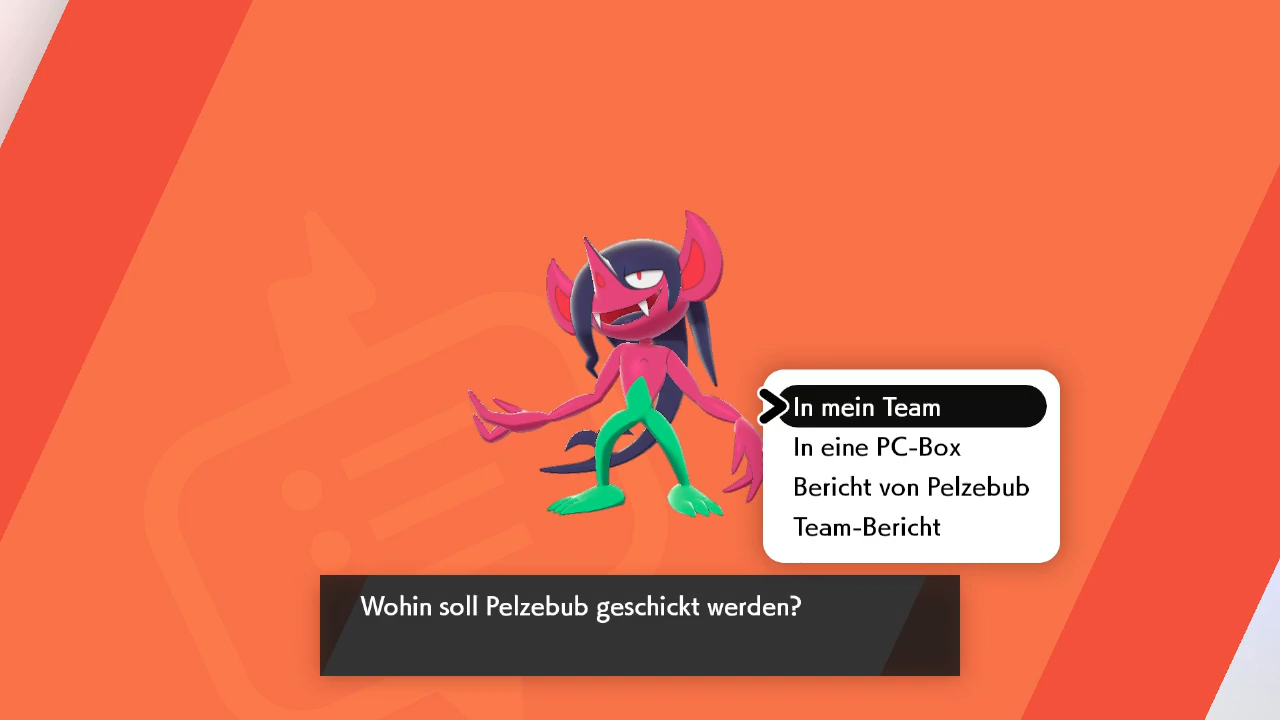 In mein Team
In eine PC-Box
Bericht von Pelzebub
Team-Bericht
Wohin soll Pelzebub geschickt werden?